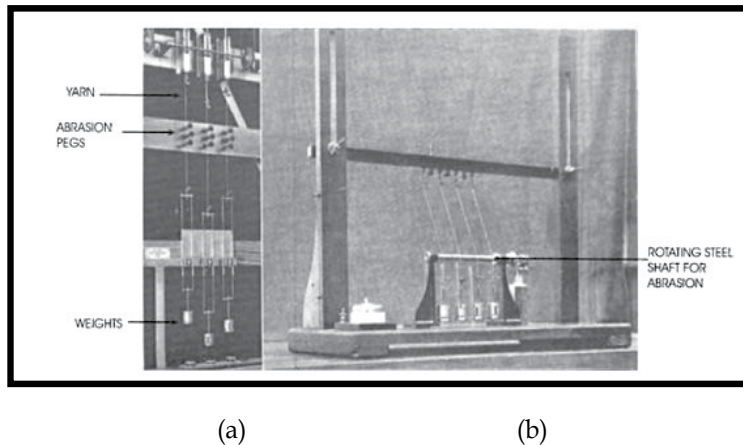 YARN
ABRASION
PEGS
WEIGHTS
ROTATING STEEL
SHAFT FOR
ABRASION
(a)
(b)